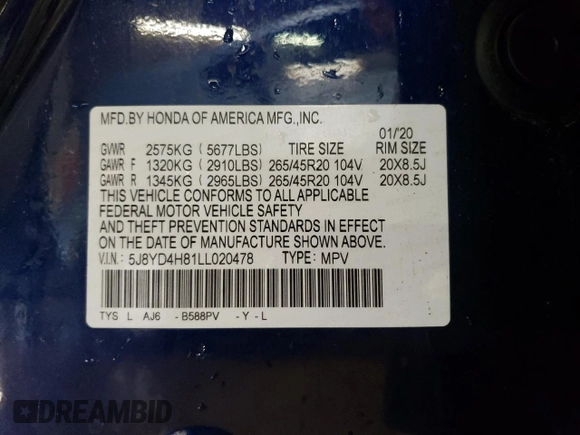 MFD.BY HONDA OF AMERICA MFG.,INC.
01/20
GVWR 2575KG ( 5677LBS) TIRE SIZE RIM SIZE
GAWR F 1320KG ( 2910LBS) 265/45R20 104V 20X8.5J
GAWR R 1345KG ( 2965LBS) 265/45R20 104V 20X8.5J
THIS VEHICLE CONFORMS TO ALL APPLICABLE
FEDERAL MOTOR VEHICLE SAFETY
AND THEFT PREVENTION STANDARDS IN EFFECT
ON THE DATE OF MANUFACTURE SHOWN ABOVE.
V.I.N.: 5J8YD4H81LL020478 TYPE: MPV
TYS L AJ6 - B588PV - Y - L
DREAMBID